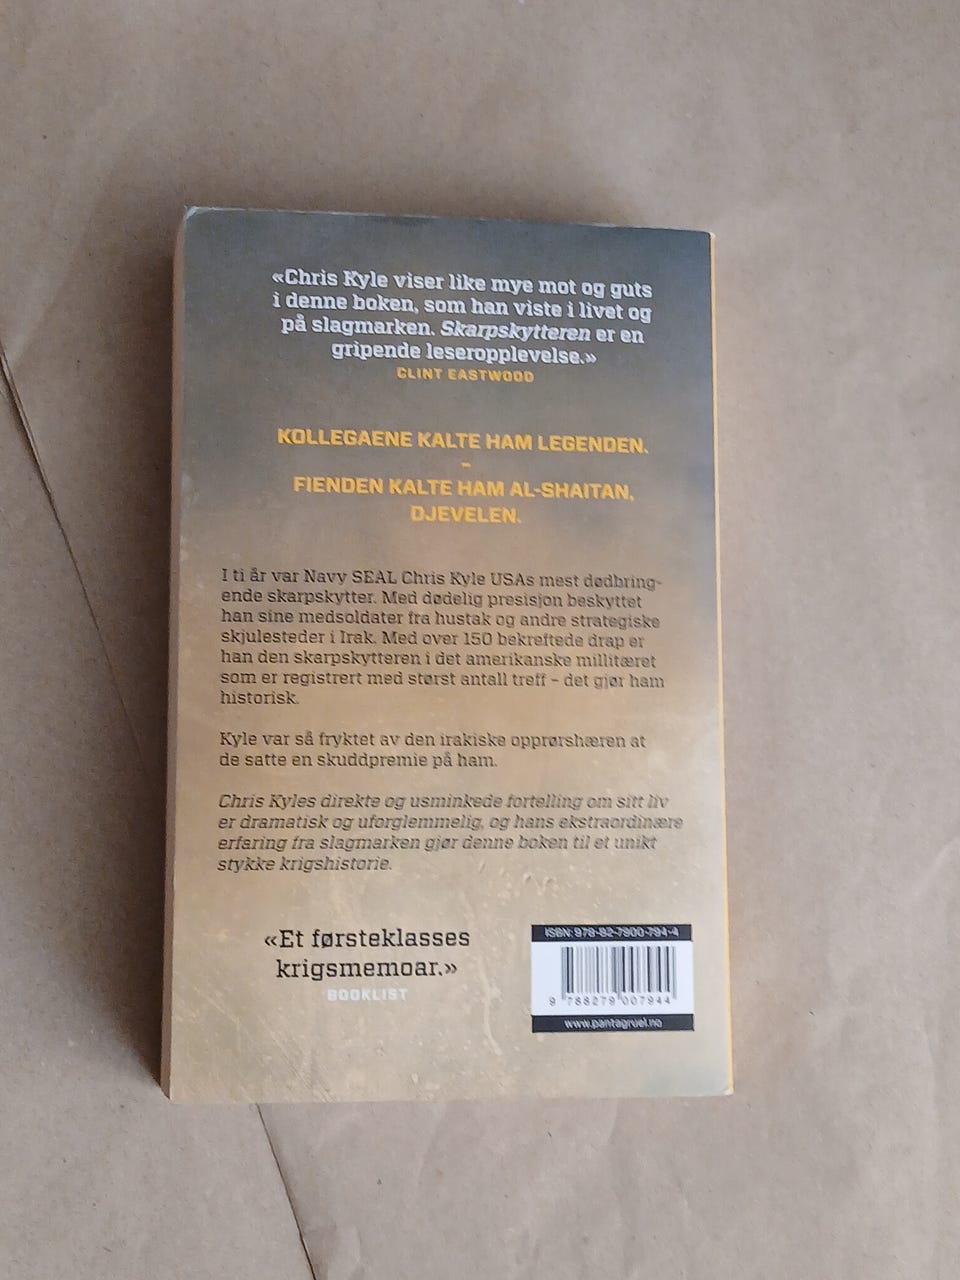 «Chris Kyle viser like mye mot og guts
i denne boken, som han viste i livet og
på slagmarken. Skarpskytteren er en
gripende leseropplevelse.»
CLINT EASTWOOD
KOLLEGAENE KALTE HAM LEGENDEN.
–
FIENDEN KALTE HAM AL-SHAITAN,
DJEVELEN.
I ti år var Navy SEAL Chris Kyle USAs mest dødbring-
ende skarpskytter. Med dødelig presisjon beskyttet
han sine medsoldater fra hustak og andre strategiske
skjulesteder i Irak. Med over 150 bekreftede drap er
han den skarpskytteren i det amerikanske millitæret
som er registrert med størst antall treff – det gjør ham
historisk.
Kyle var så fryktet av den irakiske opprørshæren at
de satte en skuddpremie på ham.
Chris Kyles direkte og usminkede fortelling om sitt liv
er dramatisk og uforglemmelig, og hans ekstraordinære
erfaring fra slagmarken gjør denne boken til et unikt
stykke krigshistorie.
«Et førsteklasses
krigsmemoar.»
BOOKLIST
ISBN: 978-82-7900-794-4
9 788279 007944
www.pantagruel.no